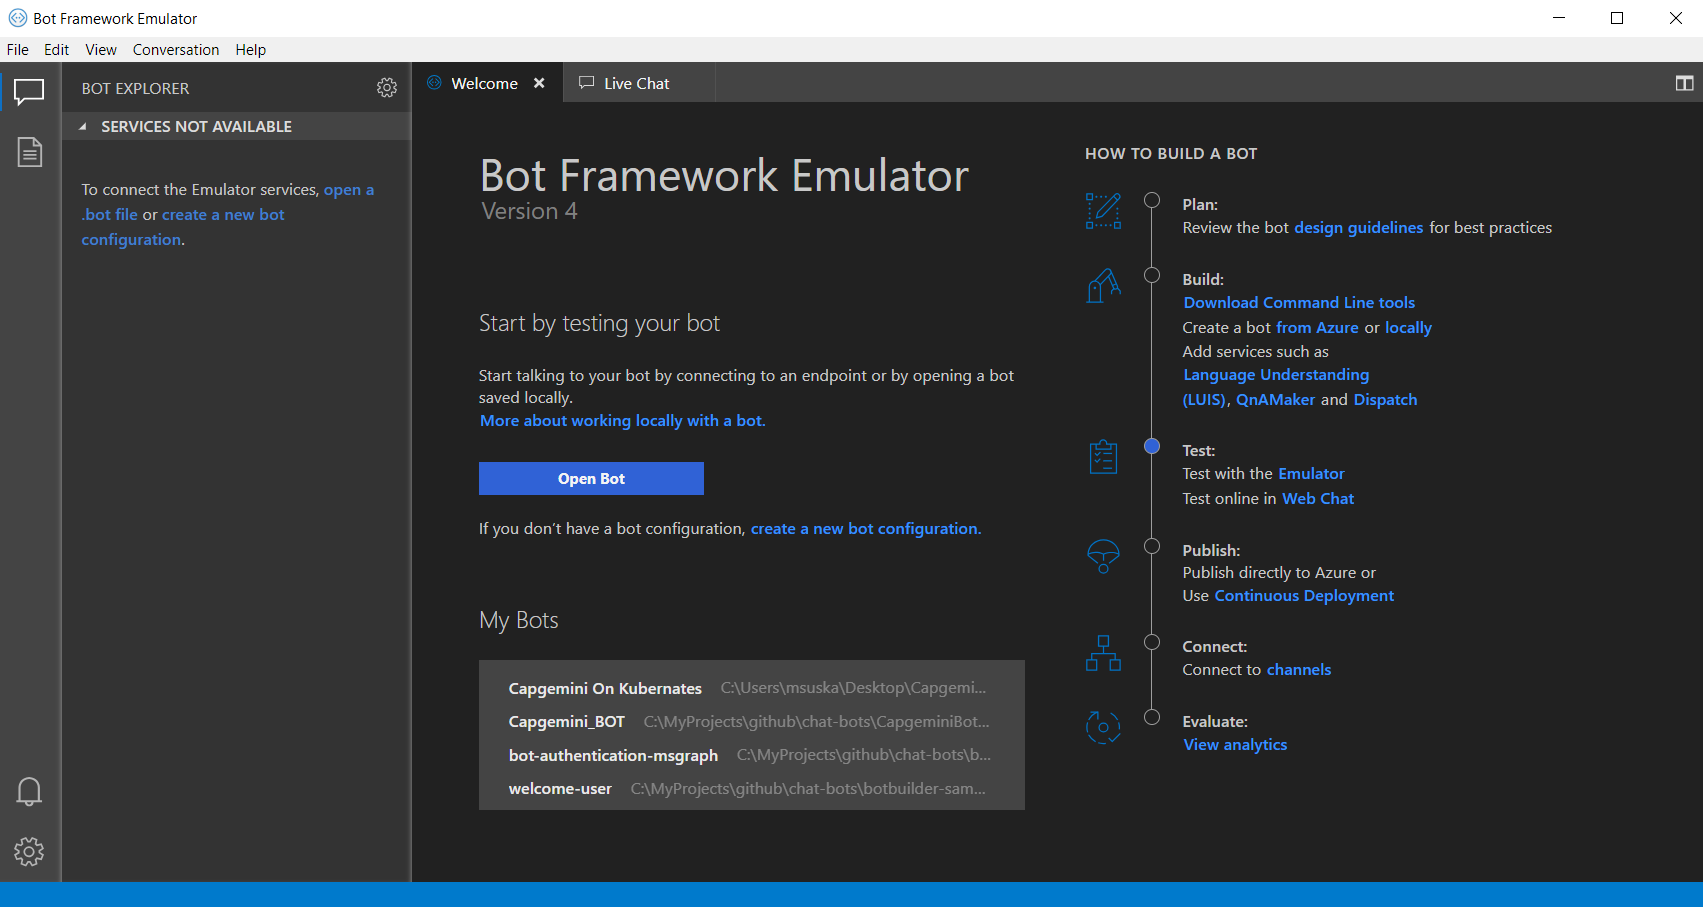 Bot Framework Emulator
File Edit View Conversation Help
BOT EXPLORER
SERVICES NOT AVAILABLE
To connect the Emulator services, open a
.bot file or create a new bot
configuration.
Welcome
Live Chat
Bot Framework Emulator
Version 4
Start by testing your bot
Start talking to your bot by connecting to an endpoint or by opening a bot
saved locally.
More about working locally with a bot.
Open Bot
If you don’t have a bot configuration, create a new bot configuration.
My Bots
Capgemini On Kubernates C:\Users\msuska\Desktop\Capgemi...
Capgemini_BOT C:\MyProjects\github\chat-bots\CapgeminiBot...
bot-authentication-msgraph C:\MyProjects\github\chat-bots\b...
welcome-user C:\MyProjects\github\chat-bots\botbuilder-sam...
HOW TO BUILD A BOT
Plan:
Review the bot design guidelines for best practices
Build:
Download Command Line tools
Create a bot from Azure or locally
Add services such as
Language Understanding
(LUIS), QnAMaker and Dispatch
Test:
Test with the Emulator
Test online in Web Chat
Publish:
Publish directly to Azure or
Use Continuous Deployment
Connect:
Connect to channels
Evaluate:
View analytics